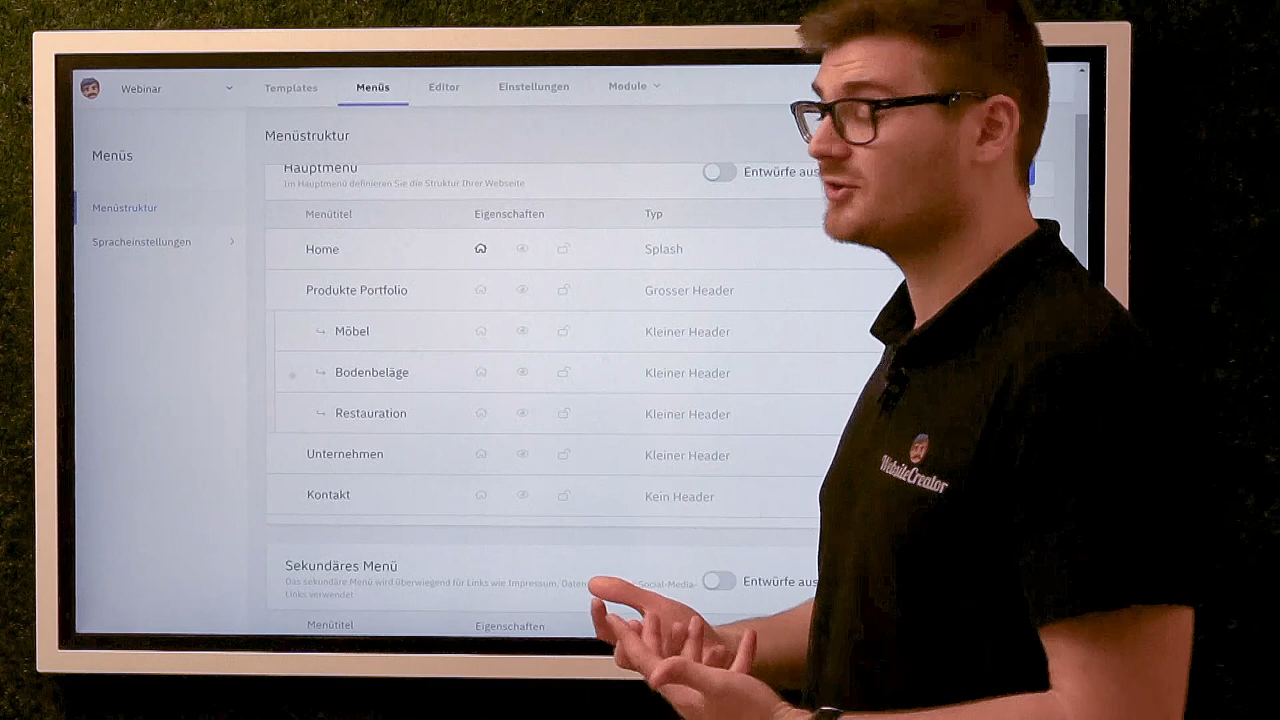 Webinar
Templates
Menüs
Editor
Einstellungen
Module
Menüs
Menüstruktur
Spracheinstellungen
Menüstruktur
Hauptmenü
Im Hauptmenü definieren Sie die Struktur Ihrer Webseite
Entwürfe aus
Menütitel Eigenschaften Typ
Home Splash
Produkte Portfolio Grosser Header
Möbel Kleiner Header
Bodenbeläge Kleiner Header
Restauration Kleiner Header
Unternehmen Kleiner Header
Kontakt Kein Header
Sekundäres Menü
Das sekundäre Menü wird überwiegend für Links wie Impressum, Daten Social-Media-
Links verwendet
Entwürfe aus
Menütitel Eigenschaften
WebsiteCreator